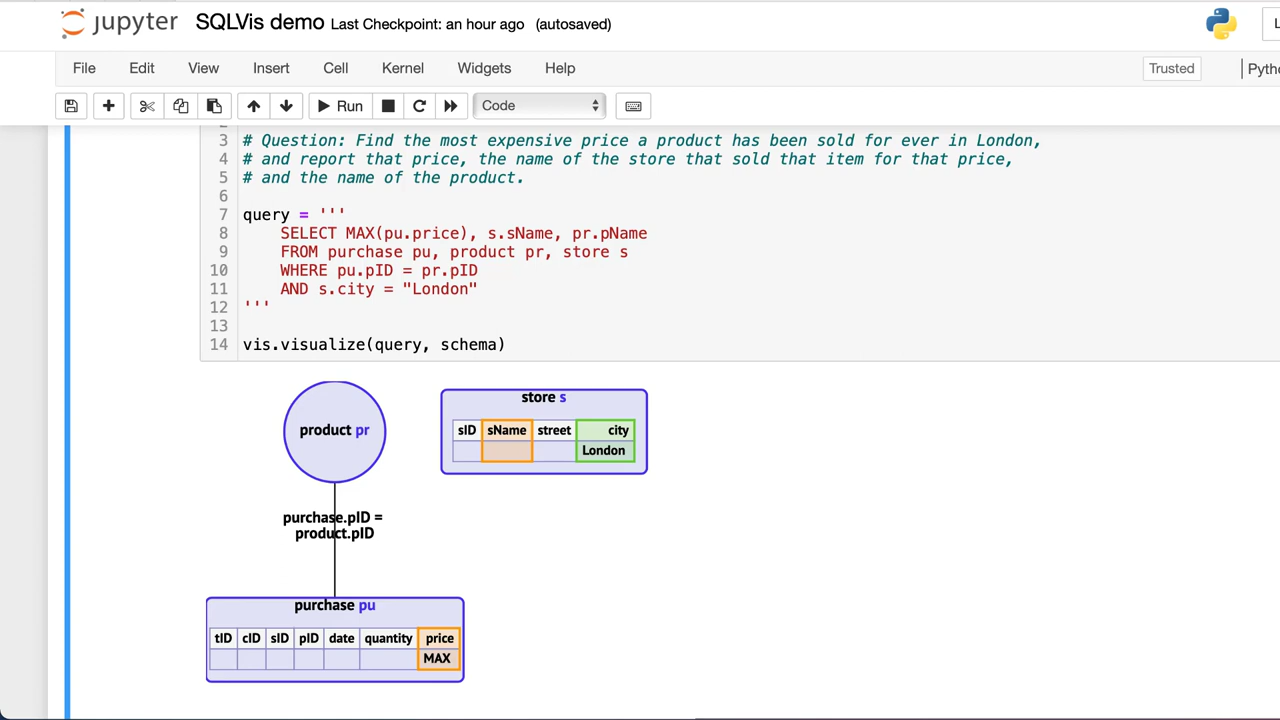 jupyter SQLVis demo Last Checkpoint: an hour ago (autosaved)
File Edit View Insert Cell Kernel Widgets Help Trusted
Run Code
3 # Question: Find the most expensive price a product has been sold for ever in London,
4 # and report that price, the name of the store that sold that item for that price,
5 # and the name of the product.
6
7 query = '''
8 SELECT MAX(pu.price), s.sName, pr.pName
9 FROM purchase pu, product pr, store s
10 WHERE pu.pID = pr.pID
11 AND s.city = "London"
12 '''
13
14 vis.visualize(query, schema)
store s
product pr
sID sName street city
London
purchase.pID =
product.pID
purchase pu
tID cID sID pID date quantity price
MAX